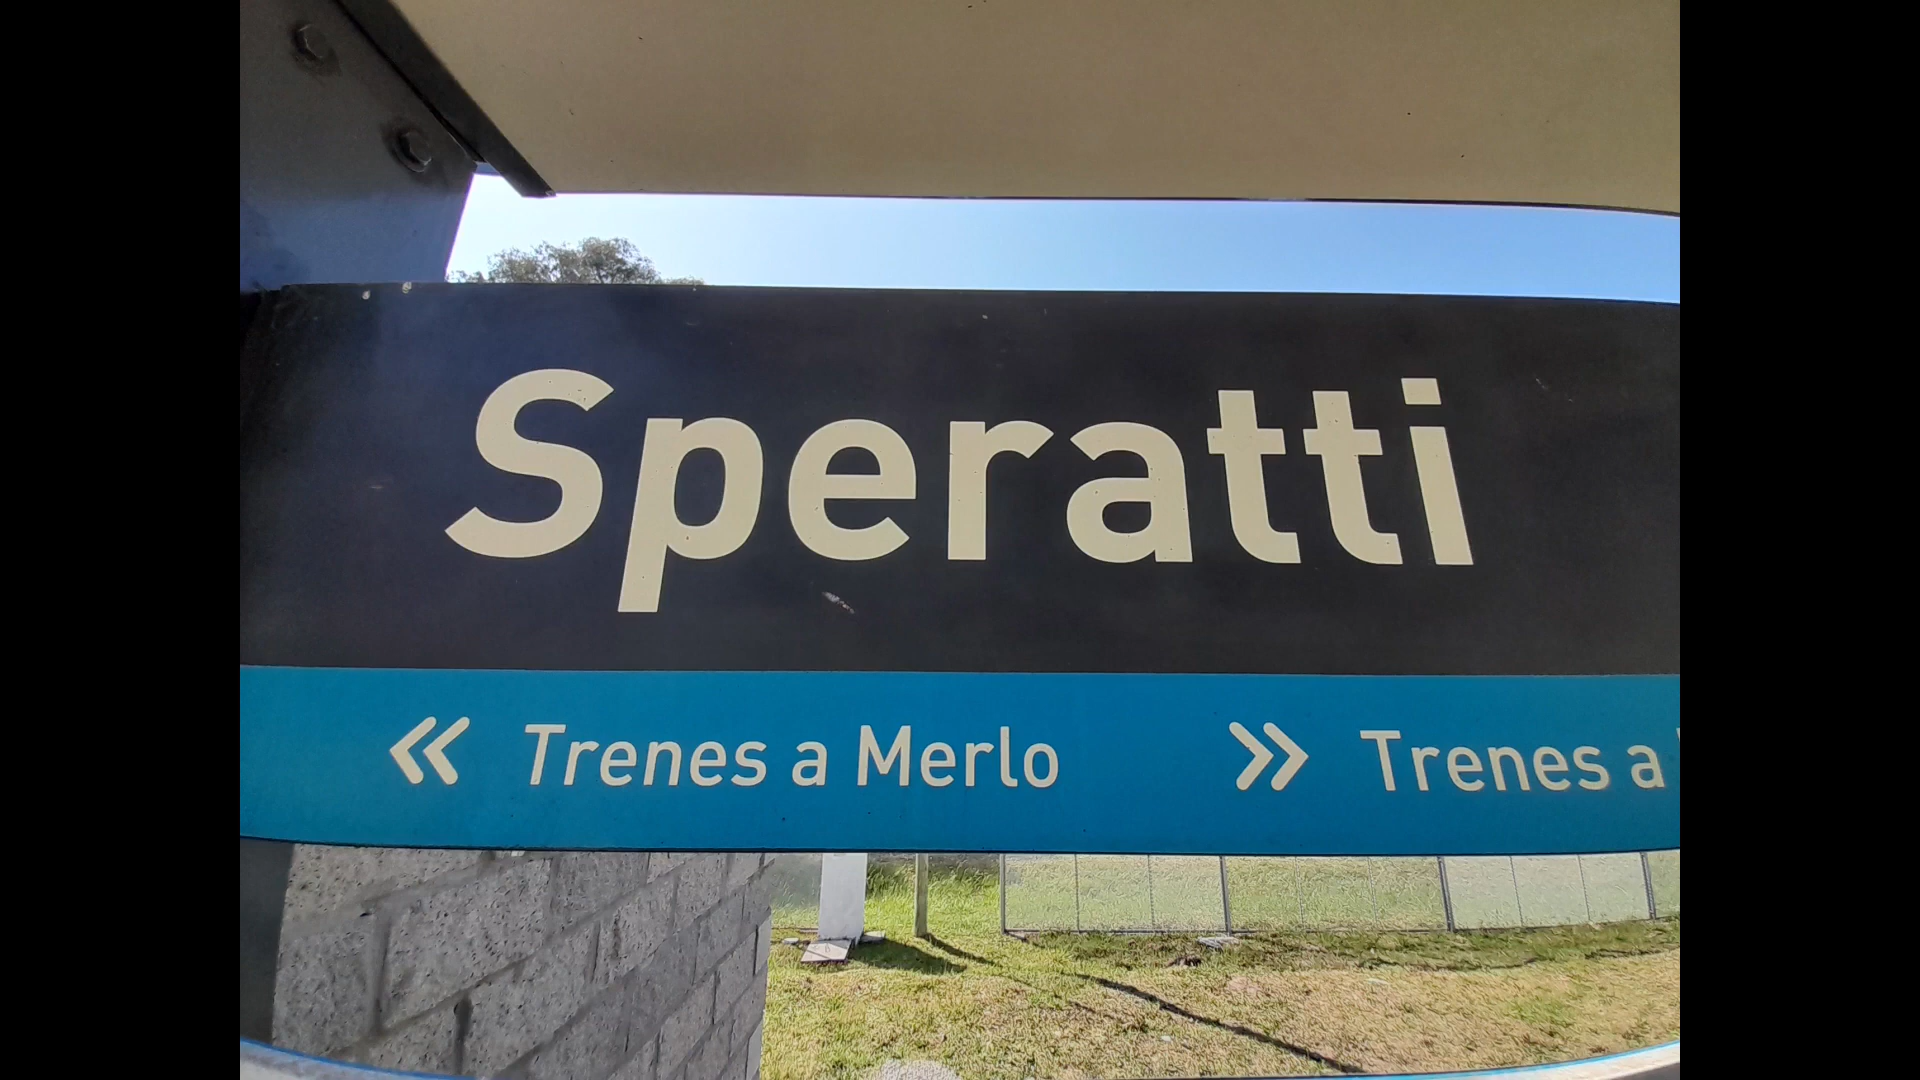 Speratti
<< Trenes a Merlo >> Trenes a